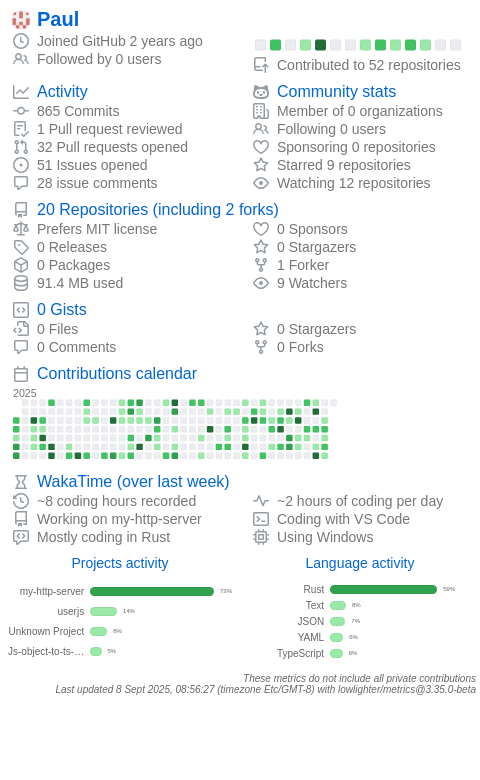 Paul
Joined GitHub 2 years ago
Followed by 0 users
Contributed to 52 repositories
Activity
865 Commits
1 Pull request reviewed
32 Pull requests opened
51 Issues opened
28 issue comments
Community stats
Member of 0 organizations
Following 0 users
Sponsoring 0 repositories
Starred 9 repositories
Watching 12 repositories
20 Repositories (including 2 forks)
Prefers MIT license
0 Releases
0 Packages
91.4 MB used
0 Sponsors
0 Stargazers
1 Forker
9 Watchers
0 Gists
0 Files
0 Comments
0 Stargazers
0 Forks
Contributions calendar
2025
WakaTime (over last week)
~8 coding hours recorded
Working on my-http-server
Mostly coding in Rust
~2 hours of coding per day
Coding with VS Code
Using Windows
Projects activity
my-http-server 73%
userjs 14%
Unknown Project 8%
Js-object-to-ts-… 5%
Language activity
Rust 59%
Text 8%
JSON 7%
YAML 6%
TypeScript 6%
These metrics do not include all private contributions
Last updated 8 Sept 2025, 08:56:27 (timezone Etc/GMT-8) with lowlighter/metrics@3.35.0-beta